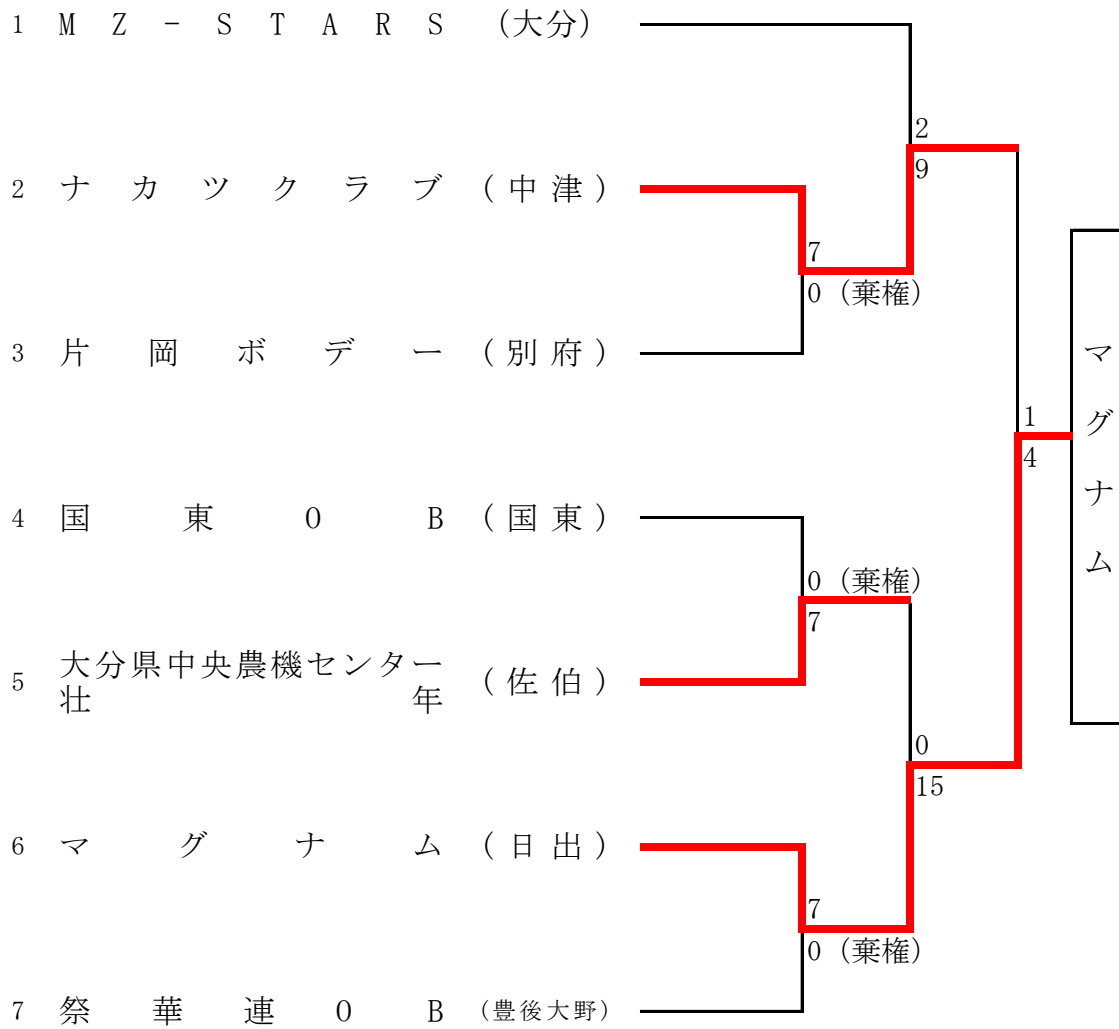 1 MZ-STARS (大分)
2
9
2 ナカツクラブ (中津)
7
0 (棄権)
3 片岡ボデー (別府)
1
4
マグナム
4 国東OB (国東)
0 (棄権)
7
5 大分県中央農機センター壮年 (佐伯)
0
15
6 マグナム (日出)
7
0 (棄権)
7 祭華連OB (豊後大野)